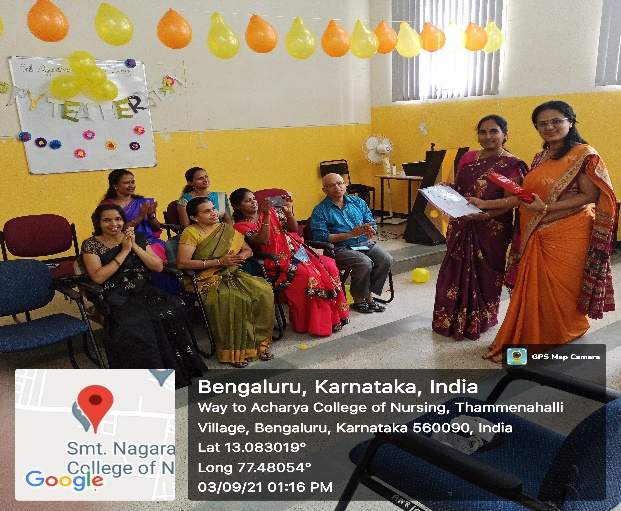 GPS Map Camera
Bengaluru, Karnataka, India
Way to Acharya College of Nursing, Thammenahalli
Village, Bengaluru, Karnataka 560090, India
Lat 13.083019°
Long 77.48054°
03/09/21 01:16 PM
Smt. Nagara
College of N
Google